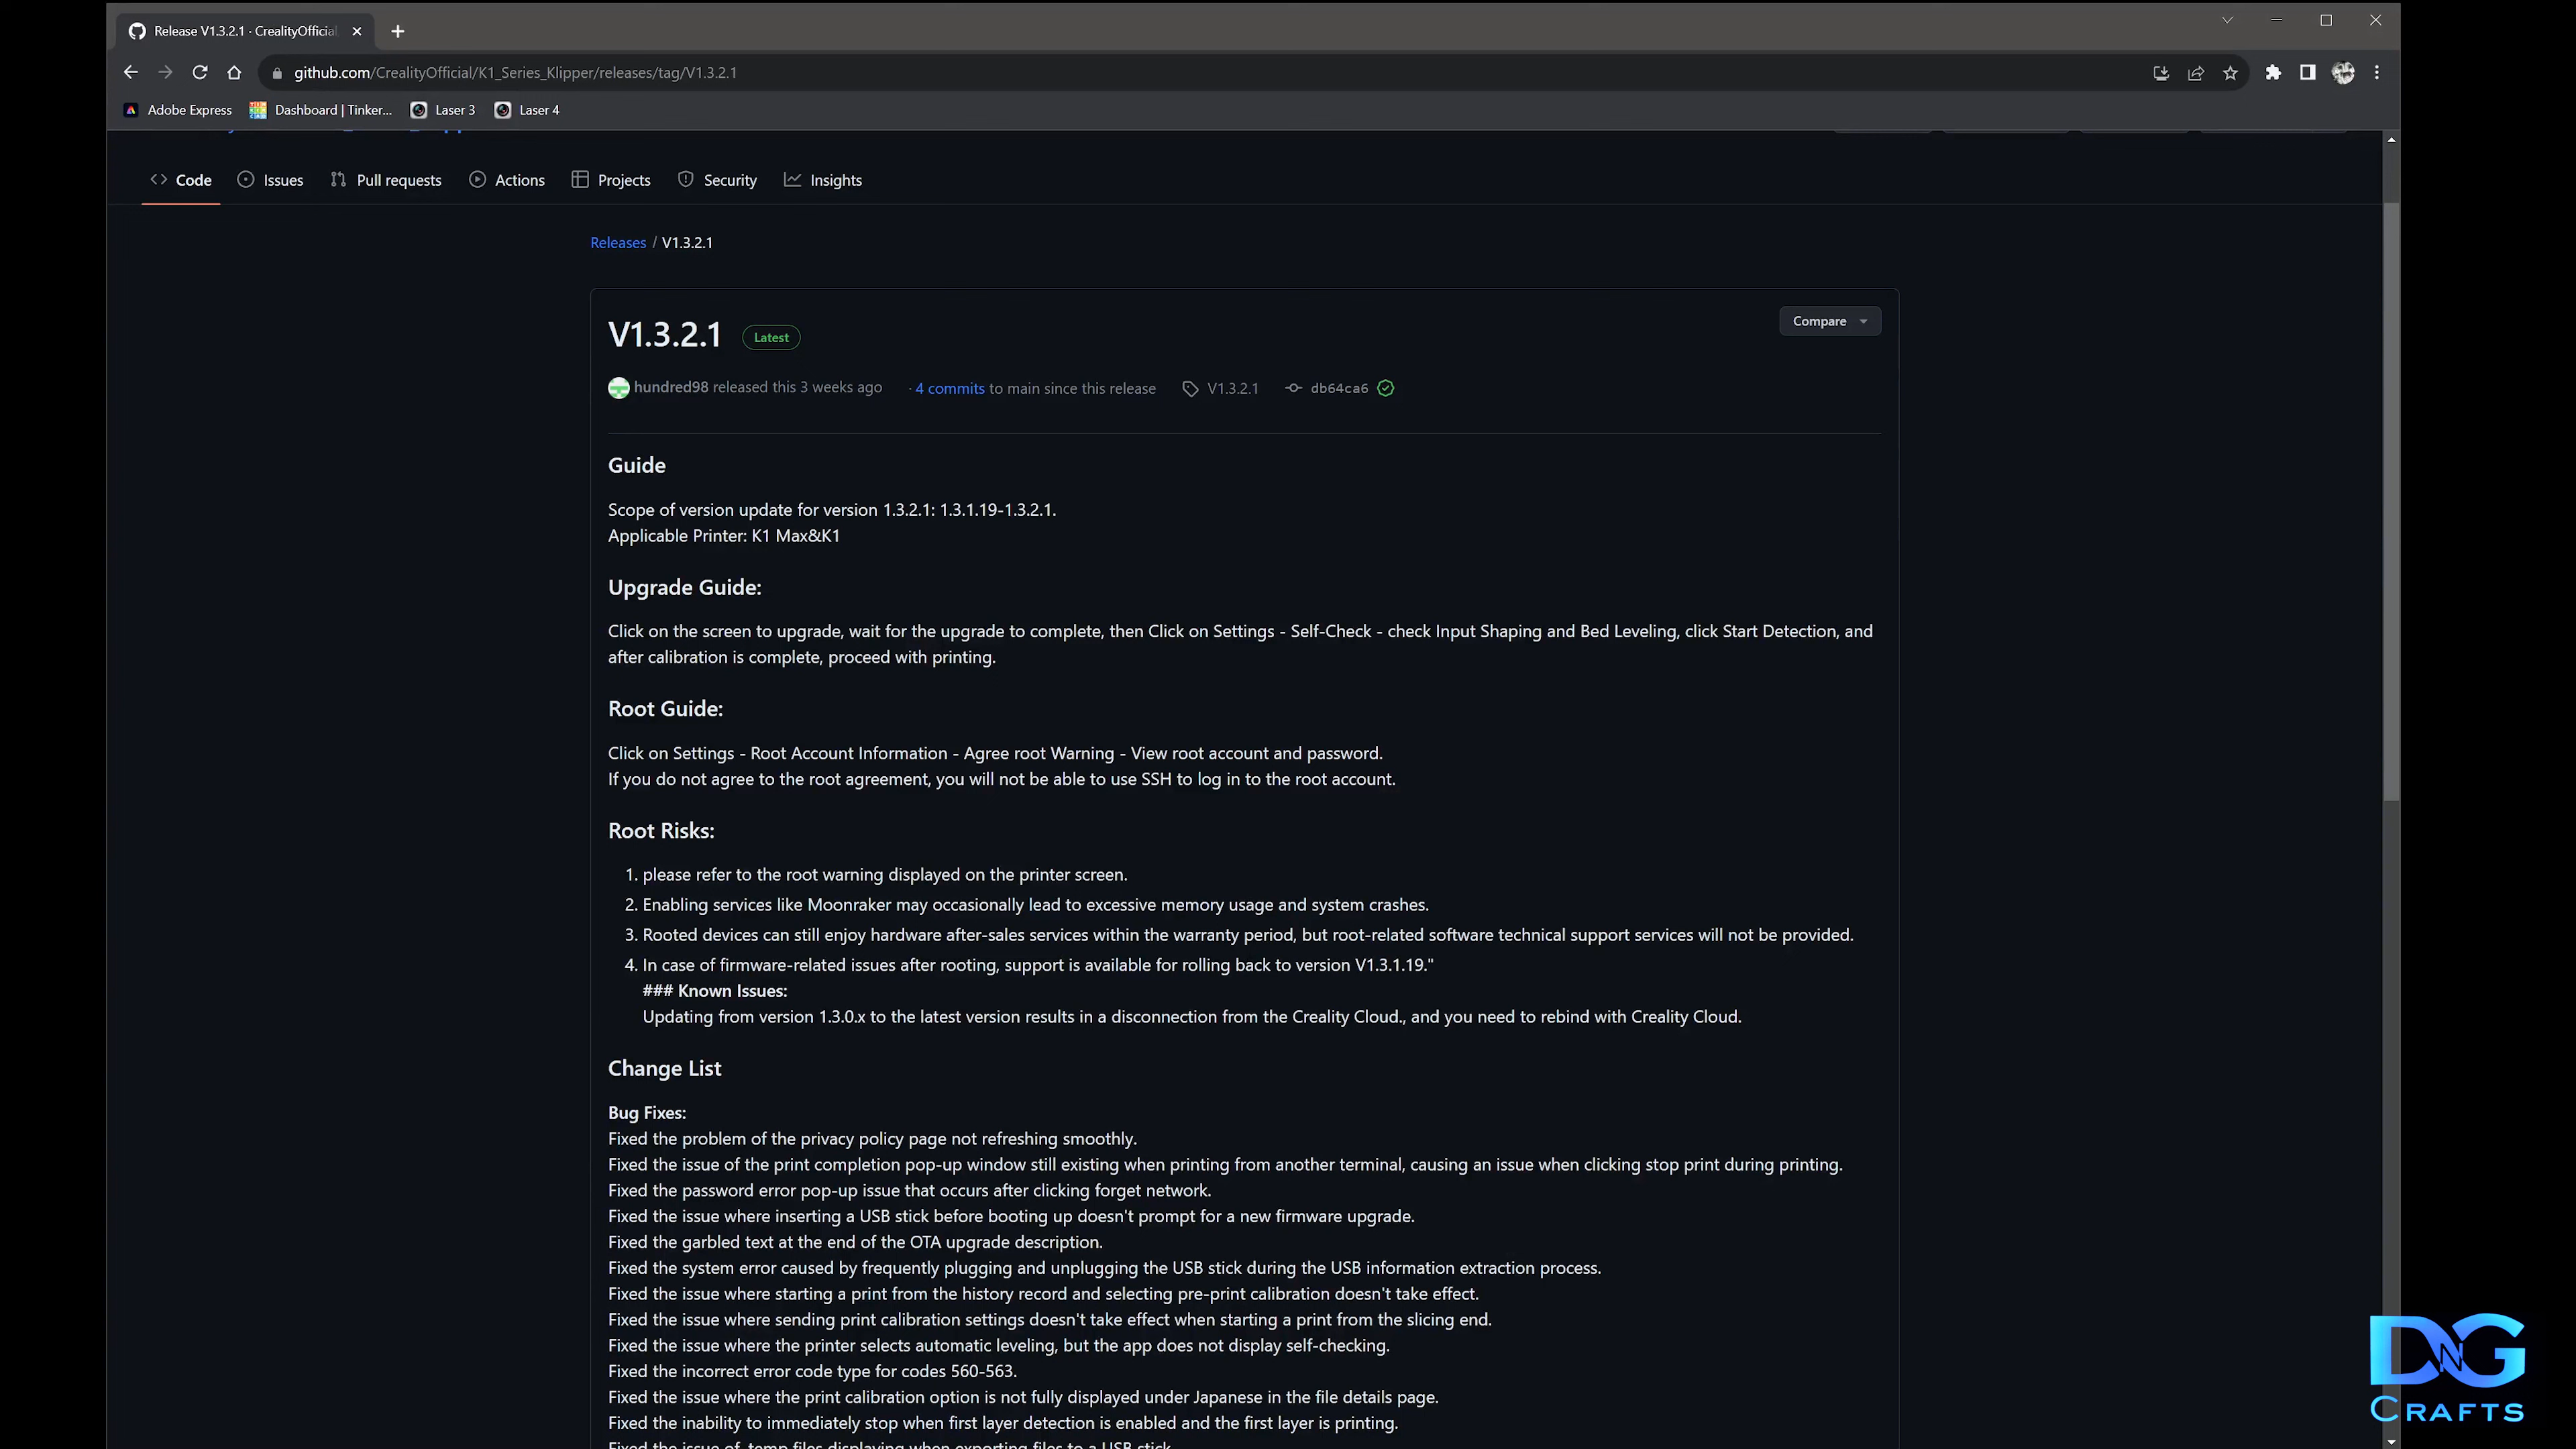 Release V1.3.2.1 · CrealityOfficial
github.com/CrealityOfficial/K1_Series_Klipper/releases/tag/V1.3.2.1
Adobe Express Dashboard | Tinker... Laser 3 Laser 4
Code Issues Pull requests Actions Projects Security Insights
Releases / V1.3.2.1
V1.3.2.1 Latest Compare
hundred98 released this 3 weeks ago · 4 commits to main since this release V1.3.2.1 db64ca6
Guide
Scope of version update for version 1.3.2.1: 1.3.1.19-1.3.2.1.
Applicable Printer: K1 Max&K1
Upgrade Guide:
Click on the screen to upgrade, wait for the upgrade to complete, then Click on Settings - Self-Check - check Input Shaping and Bed Leveling, click Start Detection, and
after calibration is complete, proceed with printing.
Root Guide:
Click on Settings - Root Account Information - Agree root Warning - View root account and password.
If you do not agree to the root agreement, you will not be able to use SSH to log in to the root account.
Root Risks:
1. please refer to the root warning displayed on the printer screen.
2. Enabling services like Moonraker may occasionally lead to excessive memory usage and system crashes.
3. Rooted devices can still enjoy hardware after-sales services within the warranty period, but root-related software technical support services will not be provided.
4. In case of firmware-related issues after rooting, support is available for rolling back to version V1.3.1.19."
### Known Issues:
Updating from version 1.3.0.x to the latest version results in a disconnection from the Creality Cloud., and you need to rebind with Creality Cloud.
Change List
Bug Fixes:
Fixed the problem of the privacy policy page not refreshing smoothly.
Fixed the issue of the print completion pop-up window still existing when printing from another terminal, causing an issue when clicking stop print during printing.
Fixed the password error pop-up issue that occurs after clicking forget network.
Fixed the issue where inserting a USB stick before booting up doesn't prompt for a new firmware upgrade.
Fixed the garbled text at the end of the OTA upgrade description.
Fixed the system error caused by frequently plugging and unplugging the USB stick during the USB information extraction process.
Fixed the issue where starting a print from the history record and selecting pre-print calibration doesn't take effect.
Fixed the issue where sending print calibration settings doesn't take effect when starting a print from the slicing end.
Fixed the issue where the printer selects automatic leveling, but the app does not display self-checking.
Fixed the incorrect error code type for codes 560-563.
Fixed the issue where the print calibration option is not fully displayed under Japanese in the file details page.
Fixed the inability to immediately stop when first layer detection is enabled and the first layer is printing.
Fixed the issue of .temp files displaying when exporting files to a USB stick.
DNG
CRAFTS